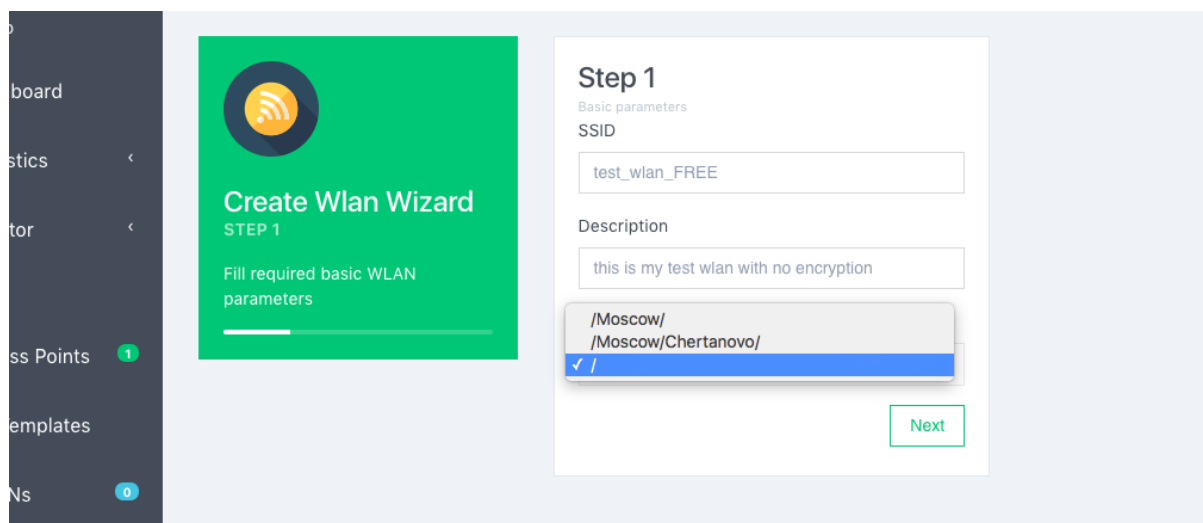 board
stics
tor
ss Points 1
emplates
Ns 0
Create Wlan Wizard
STEP 1
Fill required basic WLAN
parameters
Step 1
Basic parameters
SSID
test_wlan_FREE
Description
this is my test wlan with no encryption
/Moscow/
/Moscow/Chertanovo/
✓ /
Next